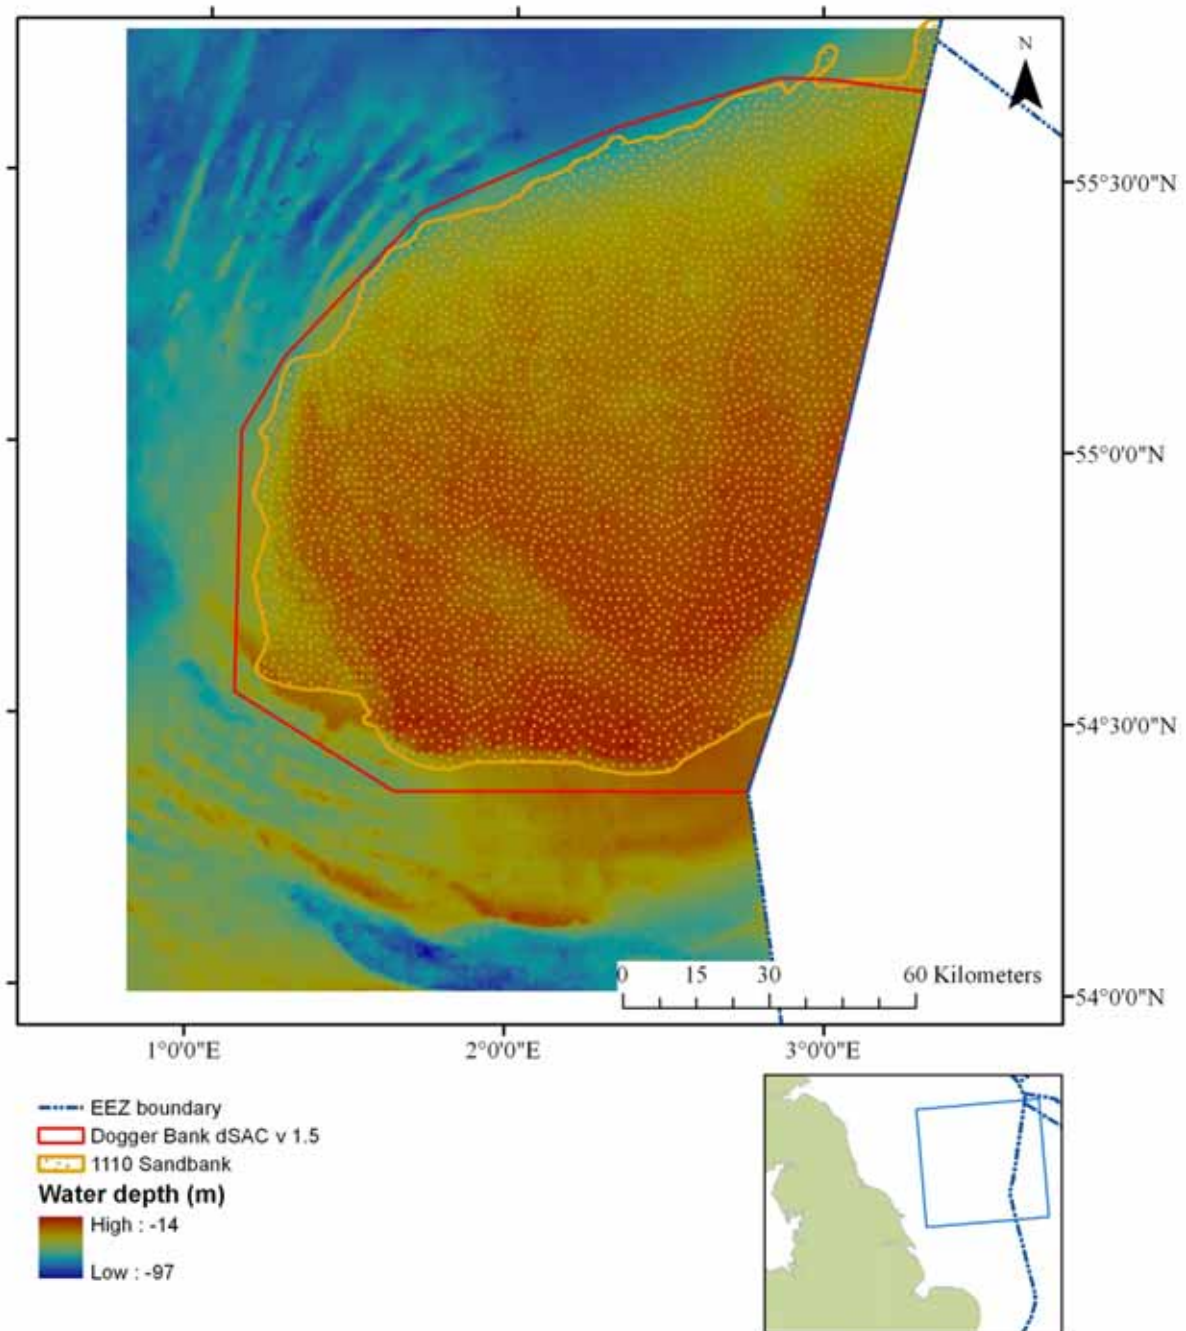 N
55°30'0"N
55°0'0"N
54°30'0"N
0 15 30 60 Kilometers
54°0'0"N
1°0'0"E 2°0'0"E 3°0'0"E
EEZ boundary
Dogger Bank dSAC v 1.5
1110 Sandbank
Water depth (m)
High : -14
Low : -97